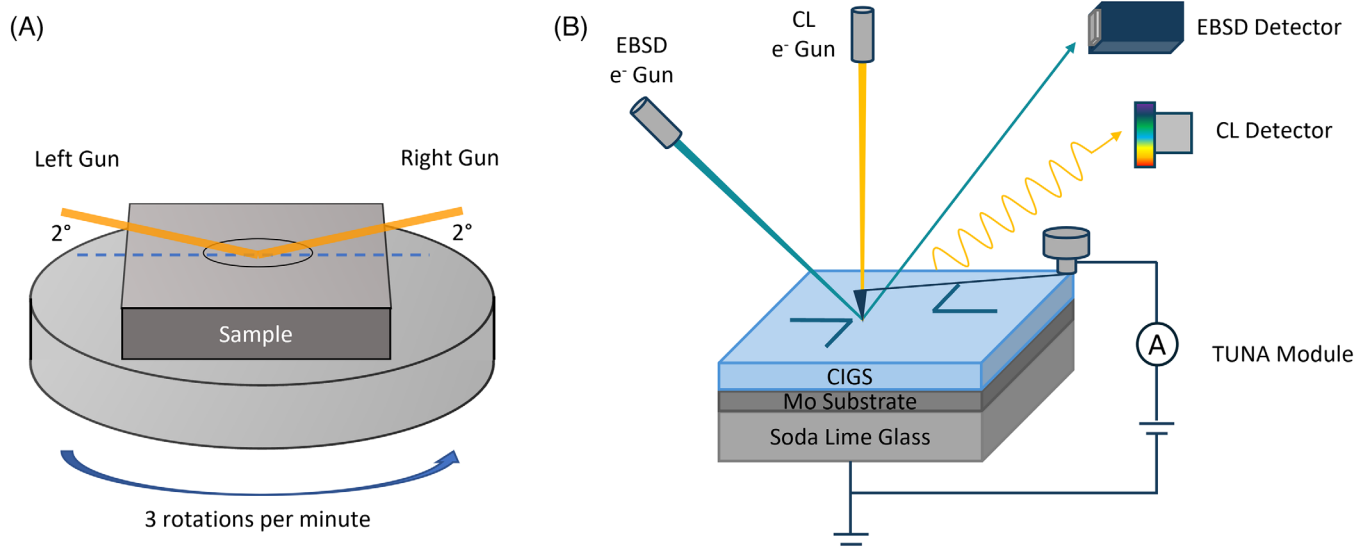 (A)
Left Gun
Right Gun
2°
2°
Sample
3 rotations per minute
(B)
EBSD
e⁻ Gun
CL
e⁻ Gun
EBSD Detector
CL Detector
A
TUNA Module
CIGS
Mo Substrate
Soda Lime Glass